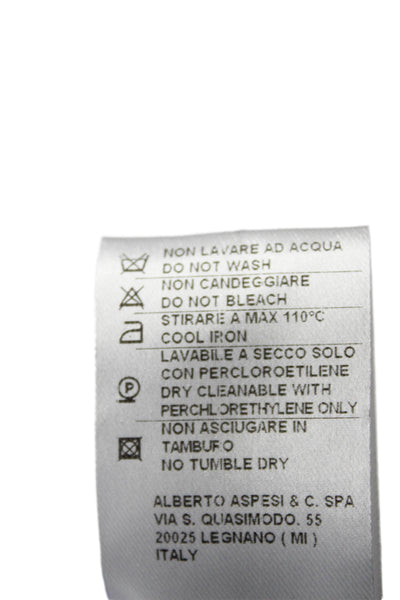 NON LAVARE AD ACQUA
DO NOT WASH
NON CANDEGGIARE
DO NOT BLEACH
STIRARE A MAX 110°C
COOL IRON
LAVABILE A SECCO SOLO
CON PERCLOROETILENE
P DRY CLEANABLE WITH
PERCHLORETHYLENE ONLY
NON ASCIUGARE IN
TAMBURO
NO TUMBLE DRY
ALBERTO ASPESI & C. SPA
VIA S. QUASIMODO. 55
20025 LEGNANO ( MI )
ITALY